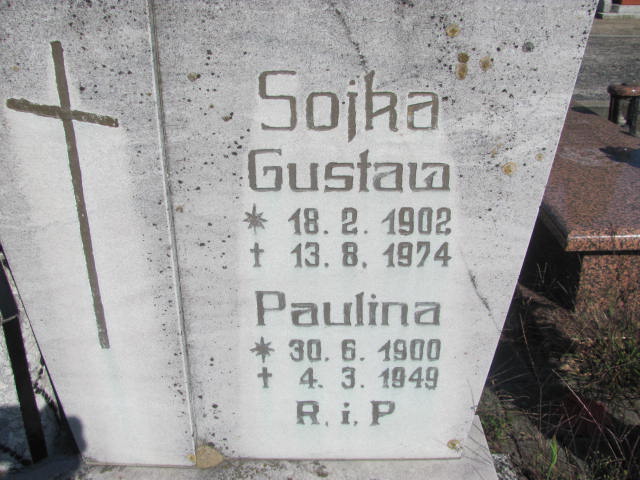 Sojka
Gustaw
* 18. 2. 1902
† 13. 8. 1974
Paulina
* 30. 6. 1900
† 4. 3. 1949
R. i. P